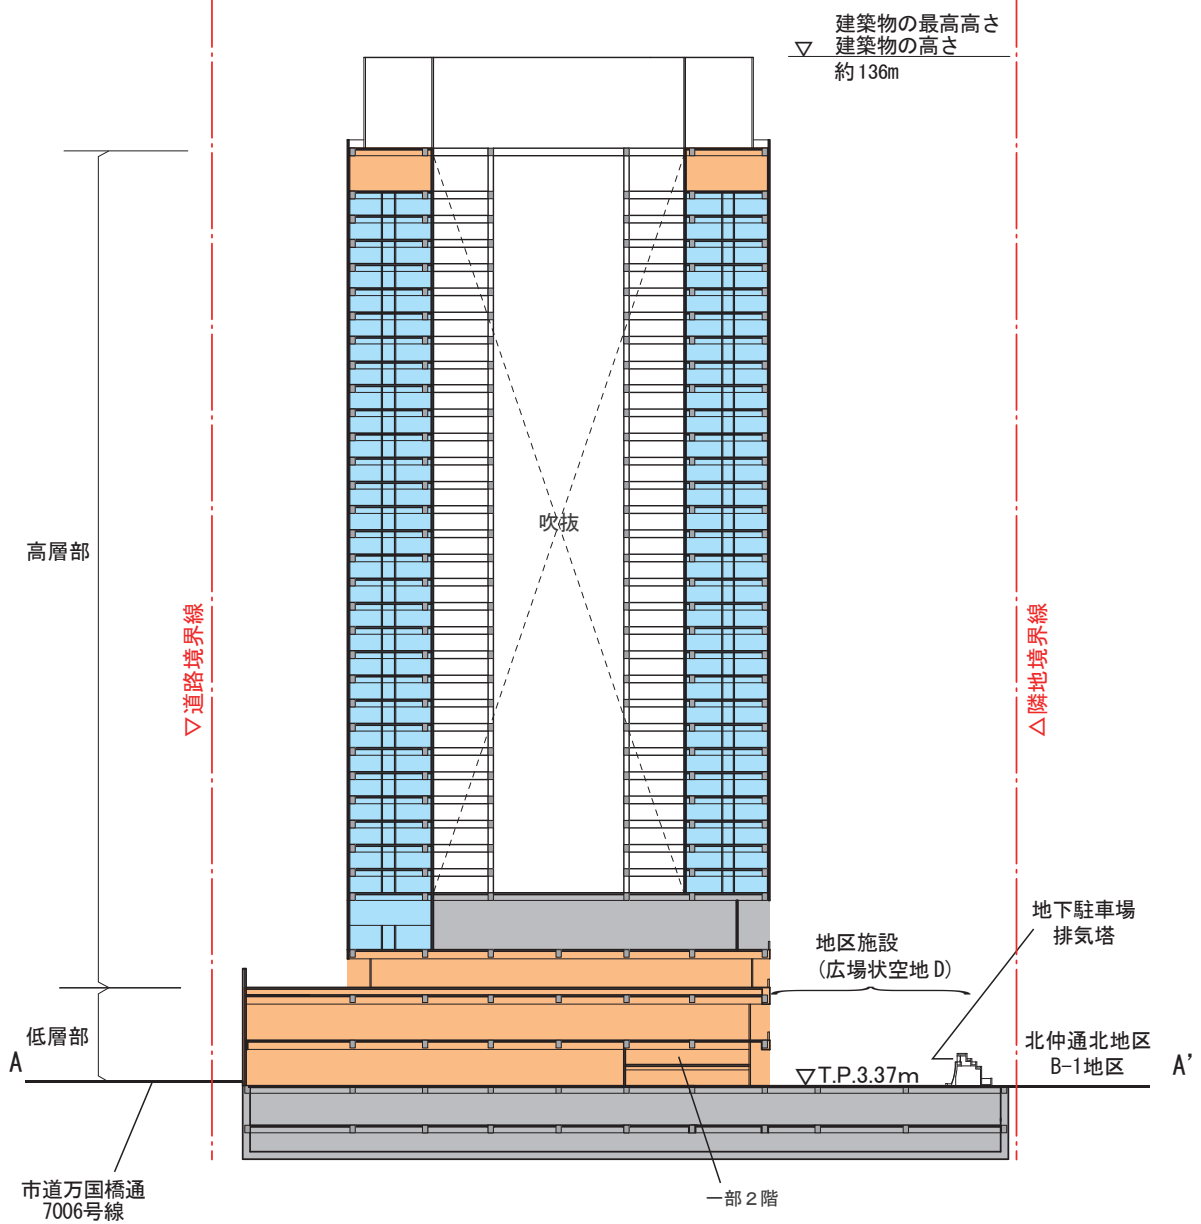 建築物の最高高さ
▽ 建築物の高さ
約136m
吹抜
高層部
▽道路境界線
△隣地境界線
地下駐車場
排気塔
地区施設
(広場状空地D)
低層部
A
北仲通北地区
B-1地区
A'
▽T.P.3.37m
市道万国橋通
7006号線
一部2階